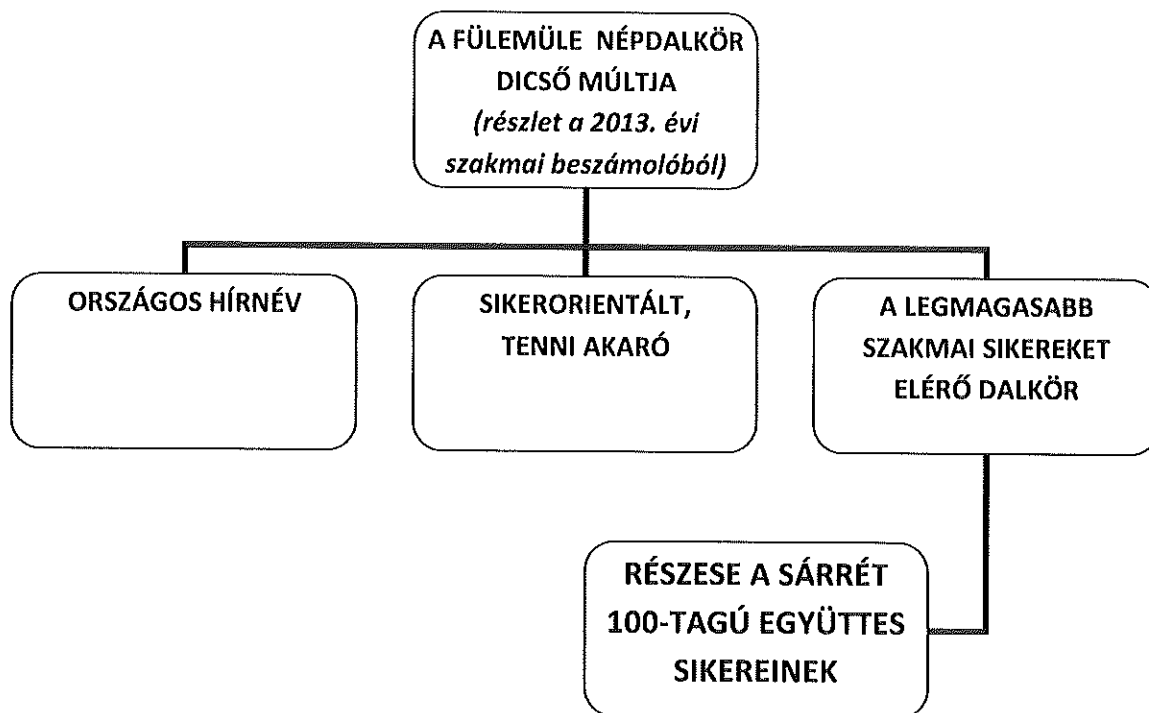 A FÜLEMÜLE NÉPDALKÖR
DICSŐ MÚLTJA
(részlet a 2013. évi
szakmai beszámolóból)
ORSZÁGOS HÍRNÉV
SIKERORIENTÁLT,
TENNI AKARÓ
A LEGMAGASABB
SZAKMAI SIKEREKET
ELÉRŐ DALKÖR
RÉSZESE A SÁRRÉT
100-TAGÚ EGYÜTTES
SIKEREINEK